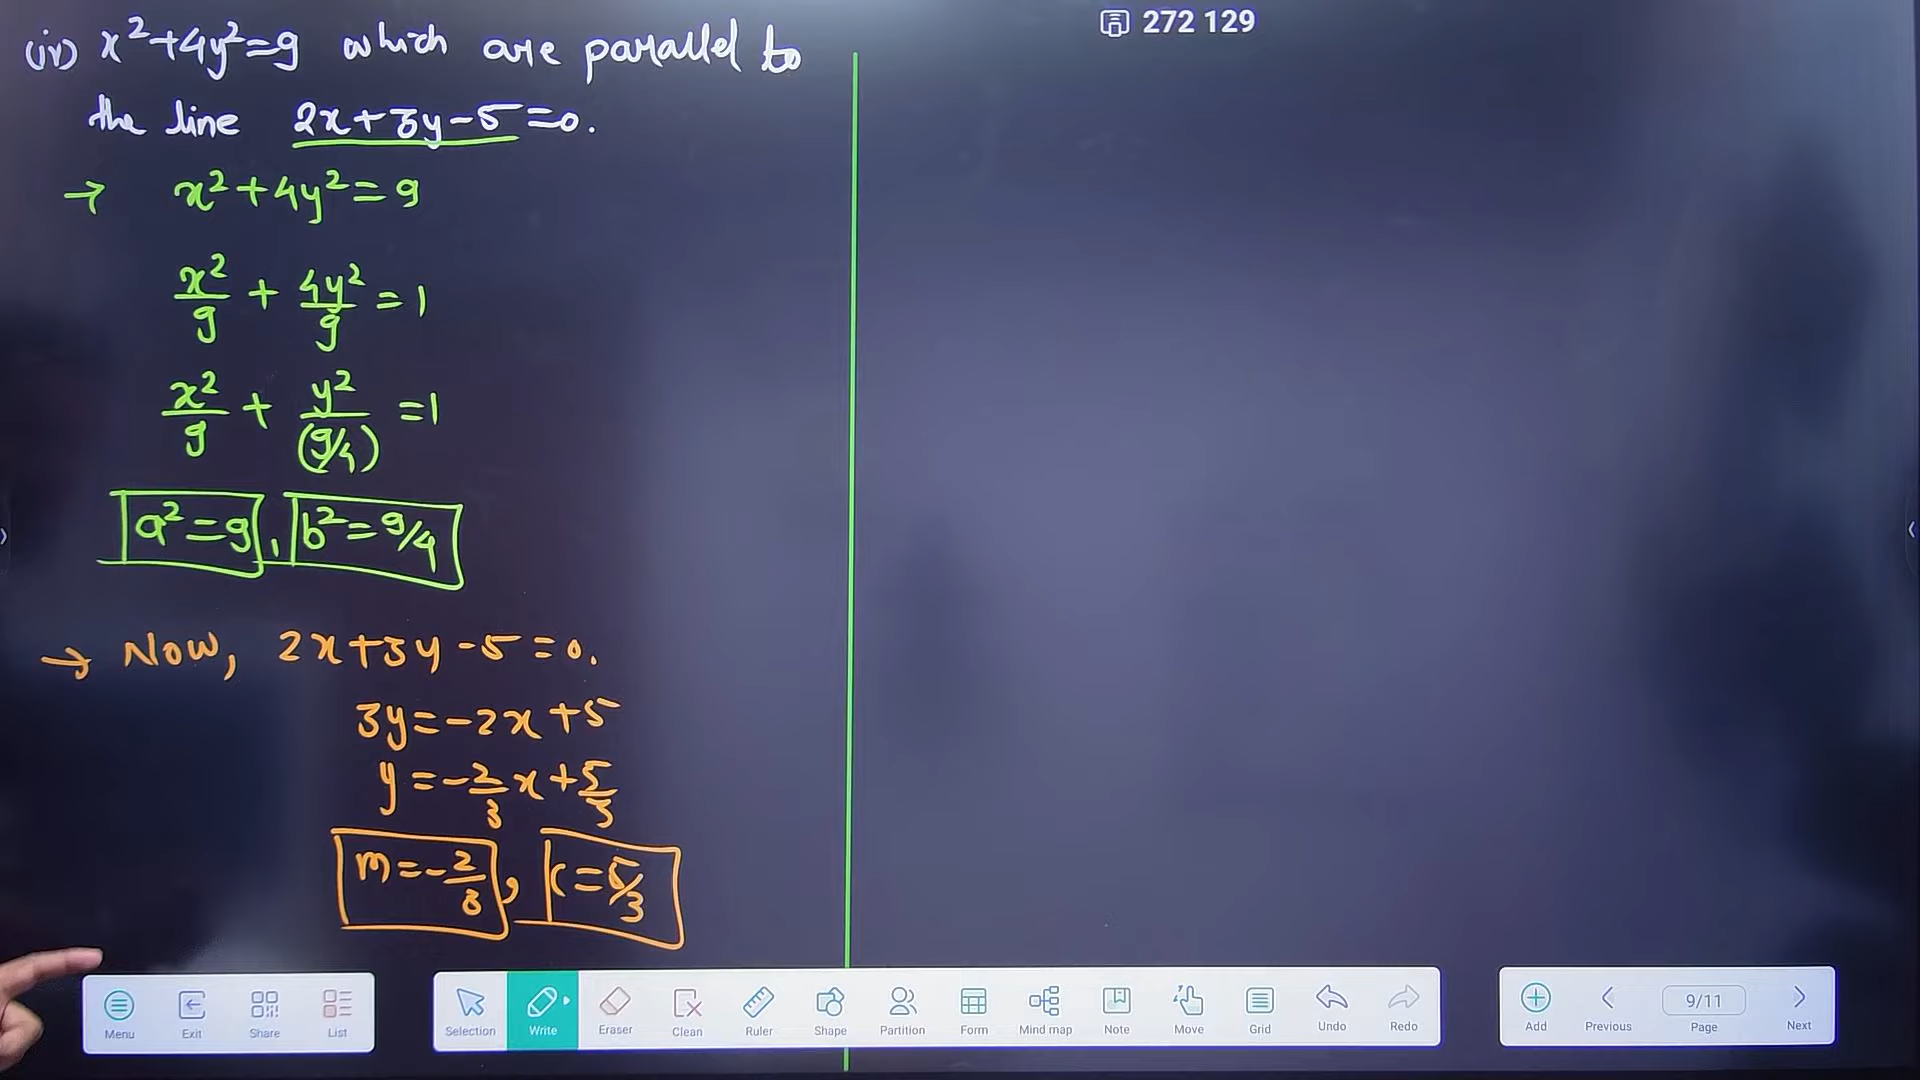 272 129
(iv) x²+4y²=9 which are parallel to
the line 2x+3y-5=0.
→ x²+4y²=9
x²/9 + 4y²/9 = 1
x²/9 + y²/(9/4) = 1
a²=9, b²=9/4
→ Now, 2x+3y-5=0.
3y=-2x+5
y=-2/3x+5/3
m=-2/3, c=5/3
Menu Exit Share List Selection Write Eraser Clean Ruler Shape Partition Form Mind map Note Move Grid Undo Redo Add Previous 9/11 Page Next